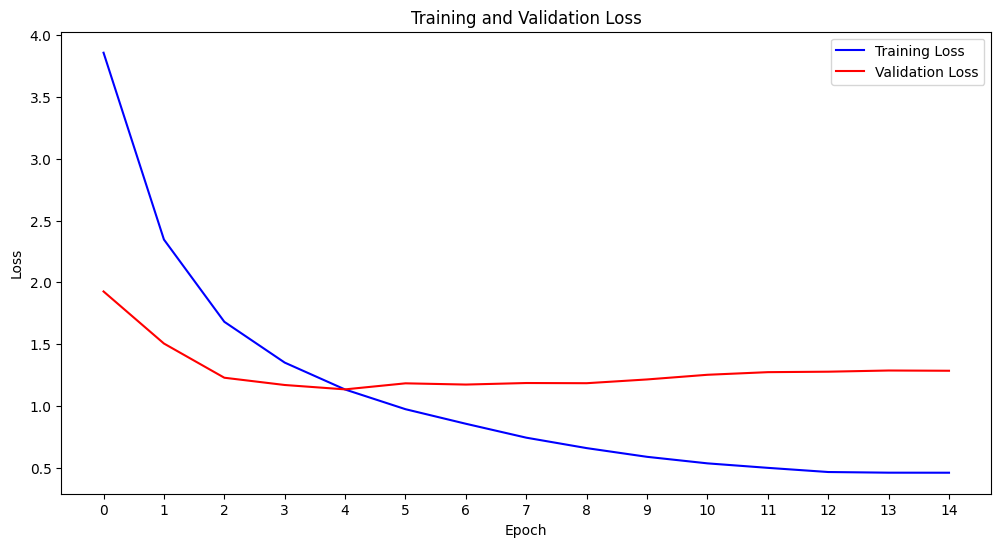 Training and Validation Loss
Training Loss
Validation Loss
4.0
3.5
3.0
2.5
2.0
1.5
1.0
0.5
Loss
0 1 2 3 4 5 6 7 8 9 10 11 12 13 14
Epoch